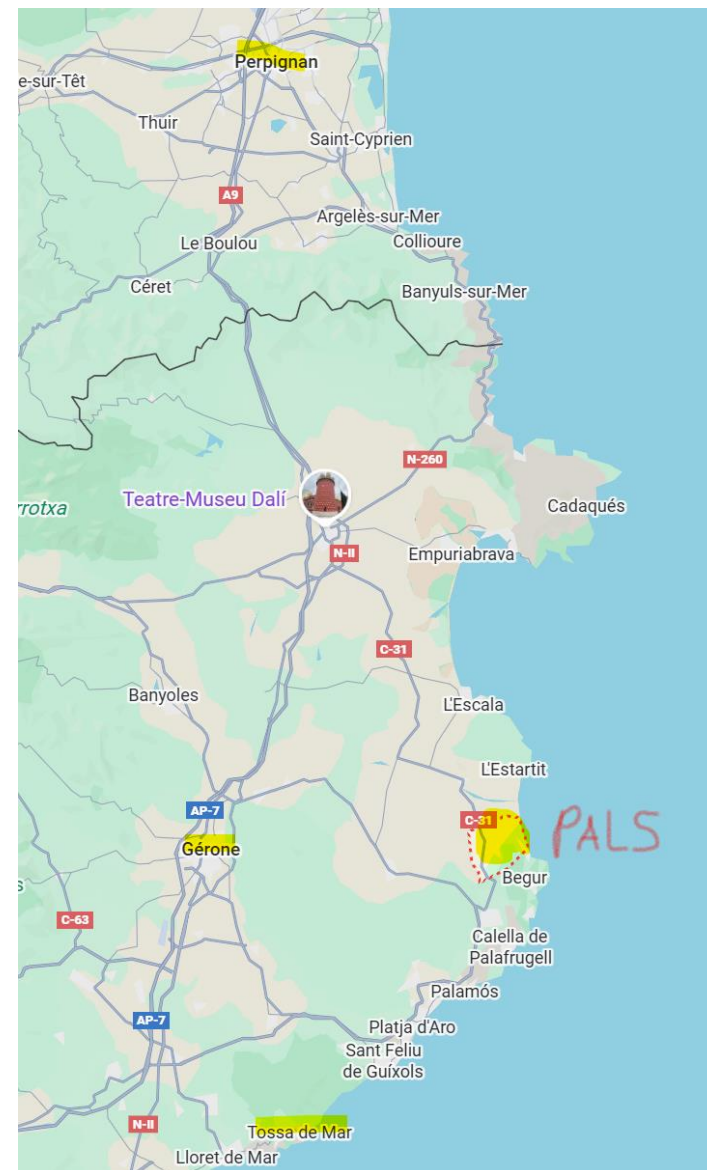 Perpignan
e-sur-Têt
Thuir
Saint-Cyprien
A9
Argelès-sur-Mer
Le Boulou
Collioure
Céret
Banyuls-sur-Mer
N-260
Teatre-Museu Dalí
rrotxa
Cadaqués
N-II
Empuriabrava
C-31
Banyoles
L'Escala
L'Estartit
AP-7
C-31
PALS
Gérone
s
Begur
C-63
Calella de
Palafrugell
Palamós
AP-7
Platja d'Aro
Sant Feliu
de Guíxols
N-II
Tossa de Mar
Lloret de Mar